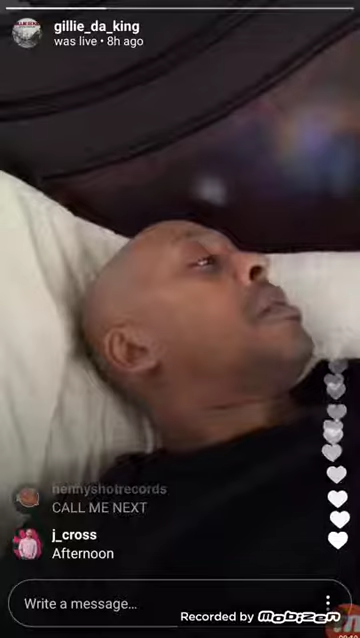 gillie_da_king
was live • 8h ago
hennyshotrecords
CALL ME NEXT
j_cross
Afternoon
Write a message...
Recorded by mobizen